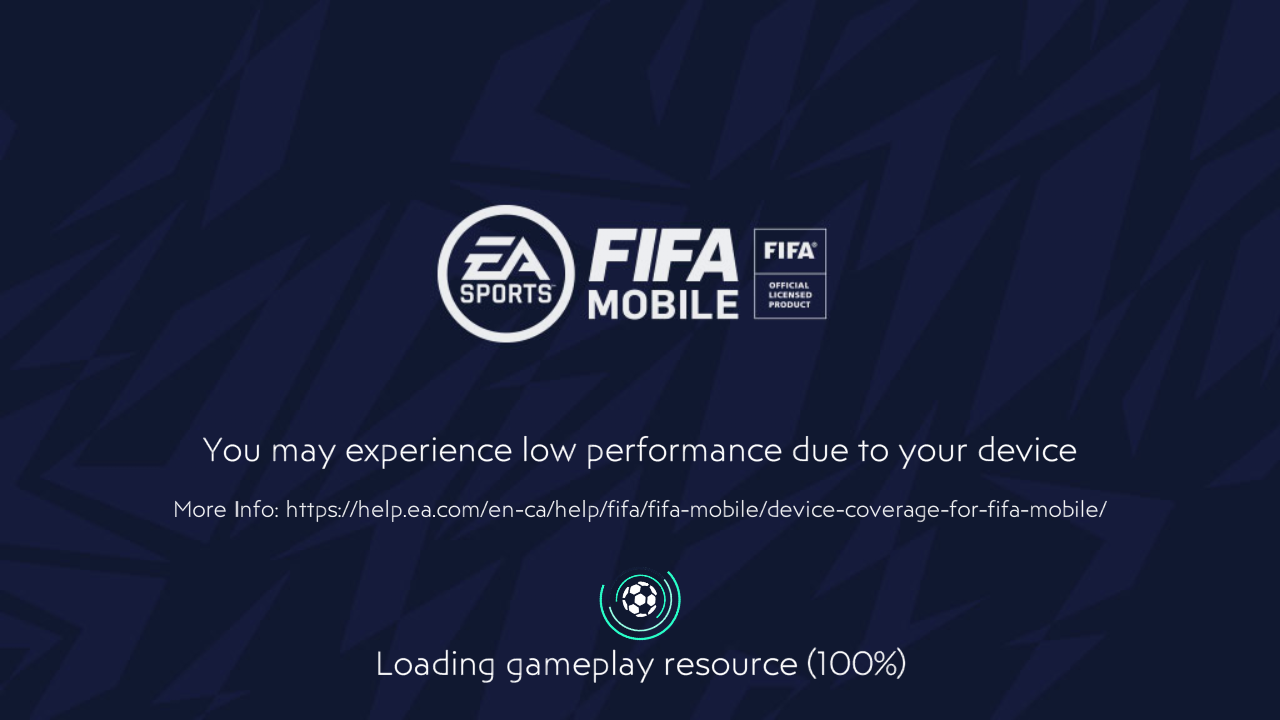 EA
SPORTS™
FIFA
MOBILE
FIFA®
OFFICIAL
LICENSED
PRODUCT
You may experience low performance due to your device
More Info: https://help.ea.com/en-ca/help/fifa/fifa-mobile/device-coverage-for-fifa-mobile/
Loading gameplay resource (100%)